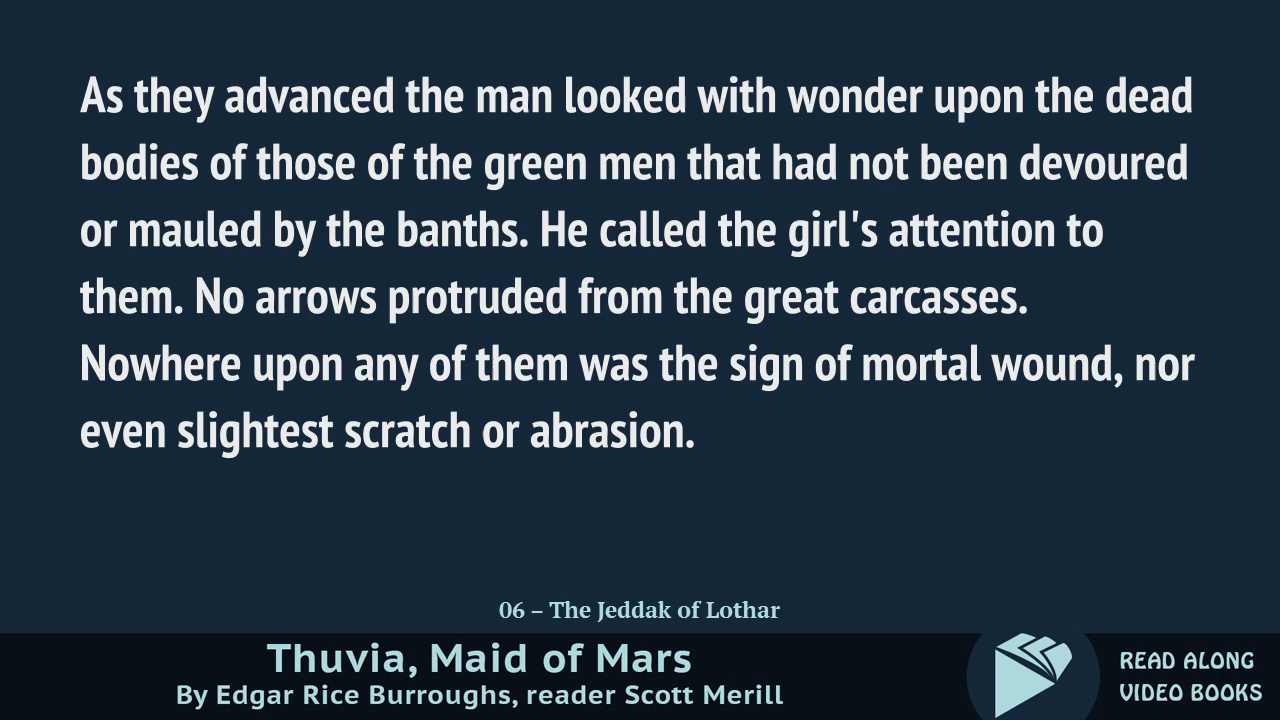 As they advanced the man looked with wonder upon the dead
bodies of those of the green men that had not been devoured
or mauled by the banths. He called the girl's attention to
them. No arrows protruded from the great carcasses.
Nowhere upon any of them was the sign of mortal wound, nor
even slightest scratch or abrasion.
06 – The Jeddak of Lothar
Thuvia, Maid of Mars
By Edgar Rice Burroughs, reader Scott Merill
READ ALONG
VIDEO BOOKS